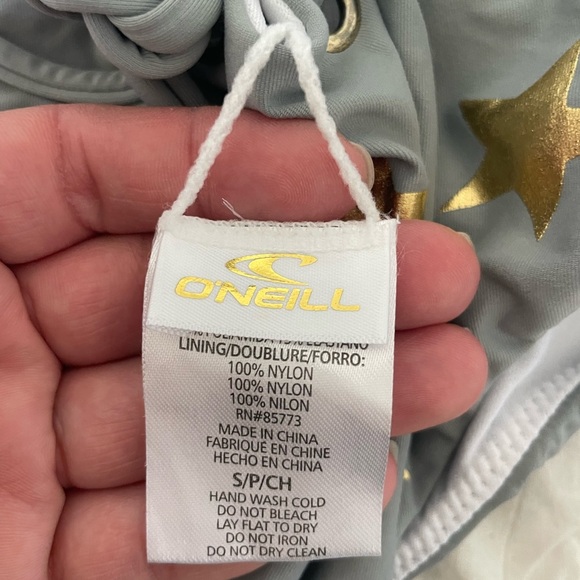 O'NEILL
LINING/DOUBLURE/FORRO:
100% NYLON
100% NYLON
100% NILON
RN#85773
MADE IN CHINA
FABRIQUÉ EN CHINE
HECHO EN CHINA
S/P/CH
HAND WASH COLD
DO NOT BLEACH
LAY FLAT TO DRY
DO NOT IRON
DO NOT DRY CLEAN